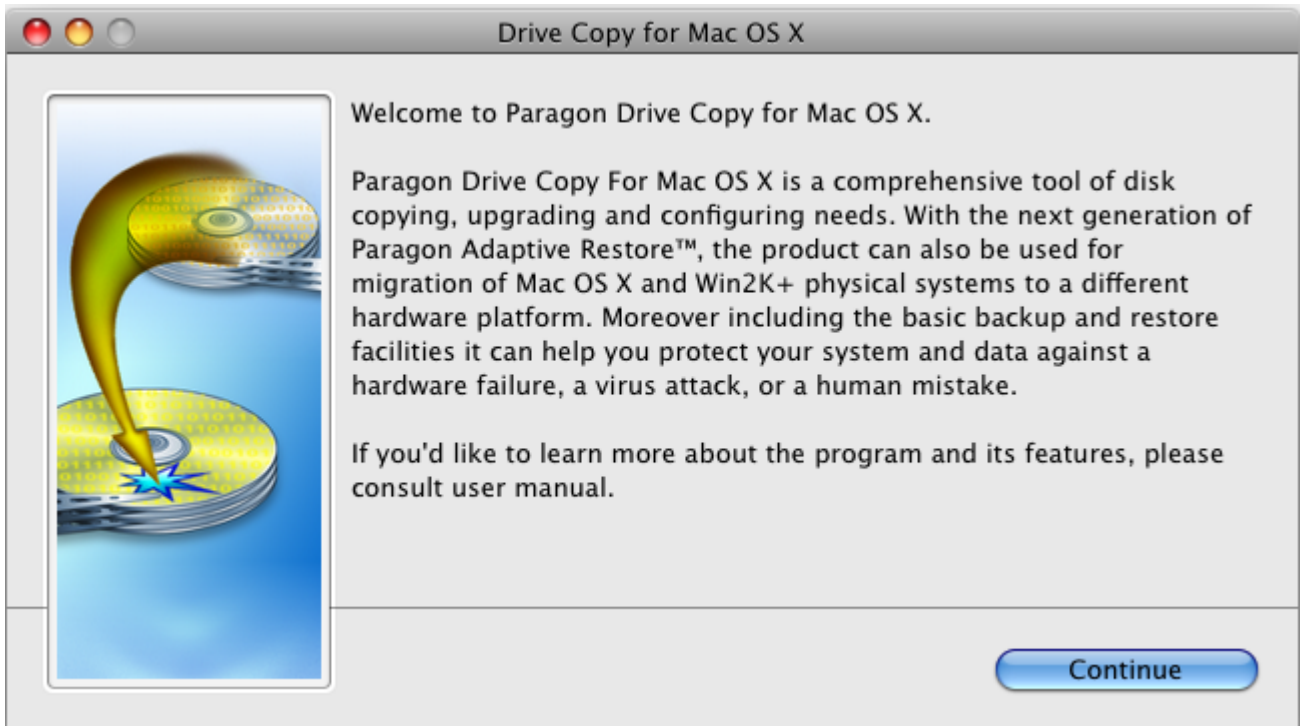 Drive Copy for Mac OS X
Welcome to Paragon Drive Copy for Mac OS X.
Paragon Drive Copy For Mac OS X is a comprehensive tool of disk
copying, upgrading and configuring needs. With the next generation of
Paragon Adaptive Restore™, the product can also be used for
migration of Mac OS X and Win2K+ physical systems to a different
hardware platform. Moreover including the basic backup and restore
facilities it can help you protect your system and data against a
hardware failure, a virus attack, or a human mistake.
If you'd like to learn more about the program and its features, please
consult user manual.
Continue